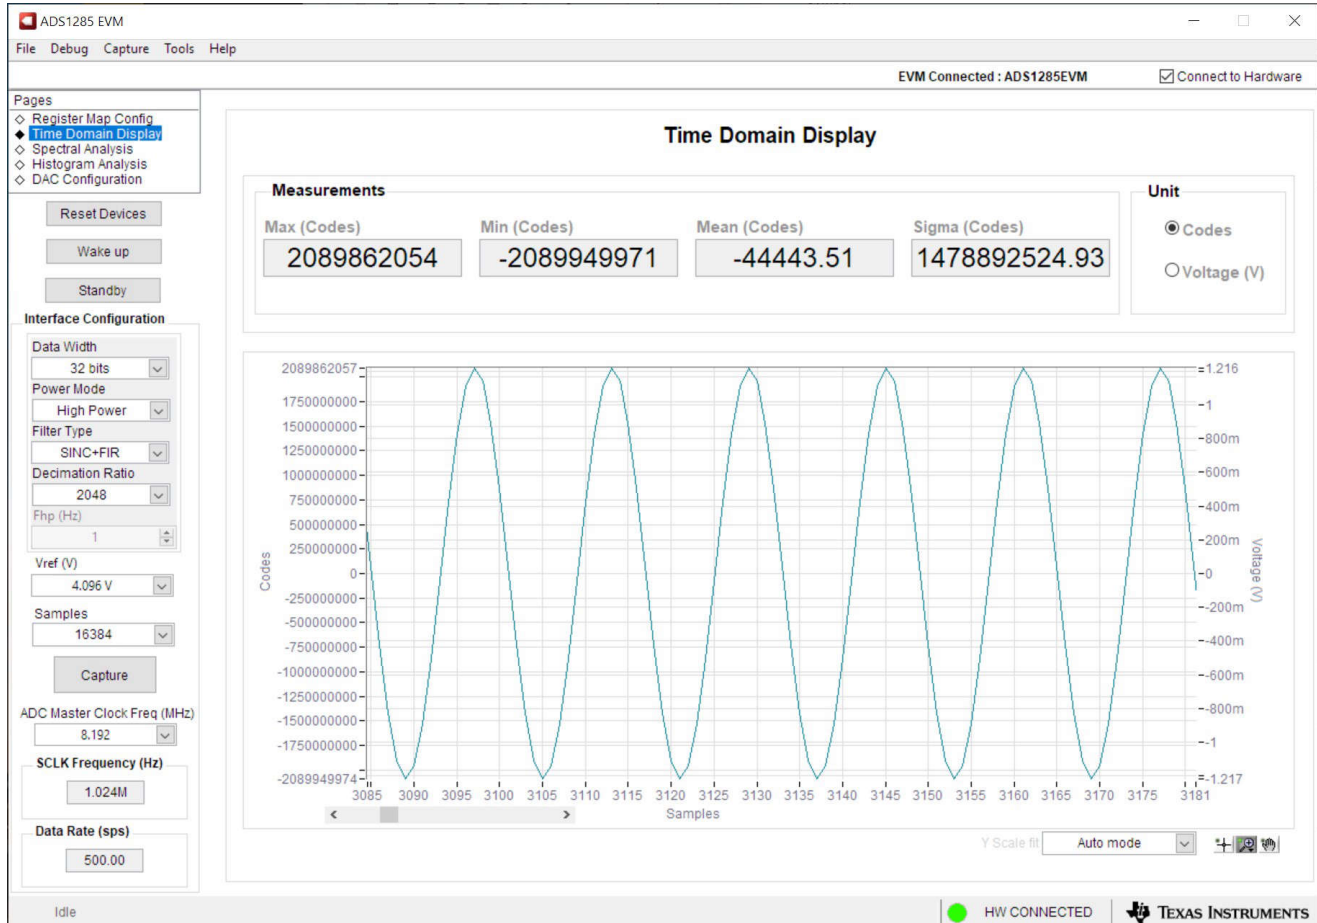 ADS1285 EVM
File Debug Capture Tools Help
EVM Connected : ADS1285EVM
Connect to Hardware
Pages
Register Map Config
Time Domain Display
Spectral Analysis
Histogram Analysis
DAC Configuration
Reset Devices
Wake up
Standby
Interface Configuration
Data Width
32 bits
Power Mode
High Power
Filter Type
SINC+FIR
Decimation Ratio
2048
Fhp (Hz)
1
Vref (V)
4.096 V
Samples
16384
Capture
ADC Master Clock Freq (MHz)
8.192
SCLK Frequency (Hz)
1.024M
Data Rate (sps)
500.00
Time Domain Display
Measurements
Max (Codes) Min (Codes) Mean (Codes) Sigma (Codes)
2089862054 -2089949971 -44443.51 1478892524.93
Unit
Codes
Voltage (V)
2089862057
1750000000
1500000000
1250000000
1000000000
750000000
500000000
250000000
0
-250000000
-500000000
-750000000
-1000000000
-1250000000
-1500000000
-1750000000
-2089949974
Codes
1.216
1
800m
600m
400m
200m
0
-200m
-400m
-600m
-800m
-1
-1.217
Voltage (V)
3085 3090 3095 3100 3105 3110 3115 3120 3125 3130 3135 3140 3145 3150 3155 3160 3165 3170 3175 3181
Samples
Y Scale fit
Auto mode
Idle
HW CONNECTED
TEXAS INSTRUMENTS